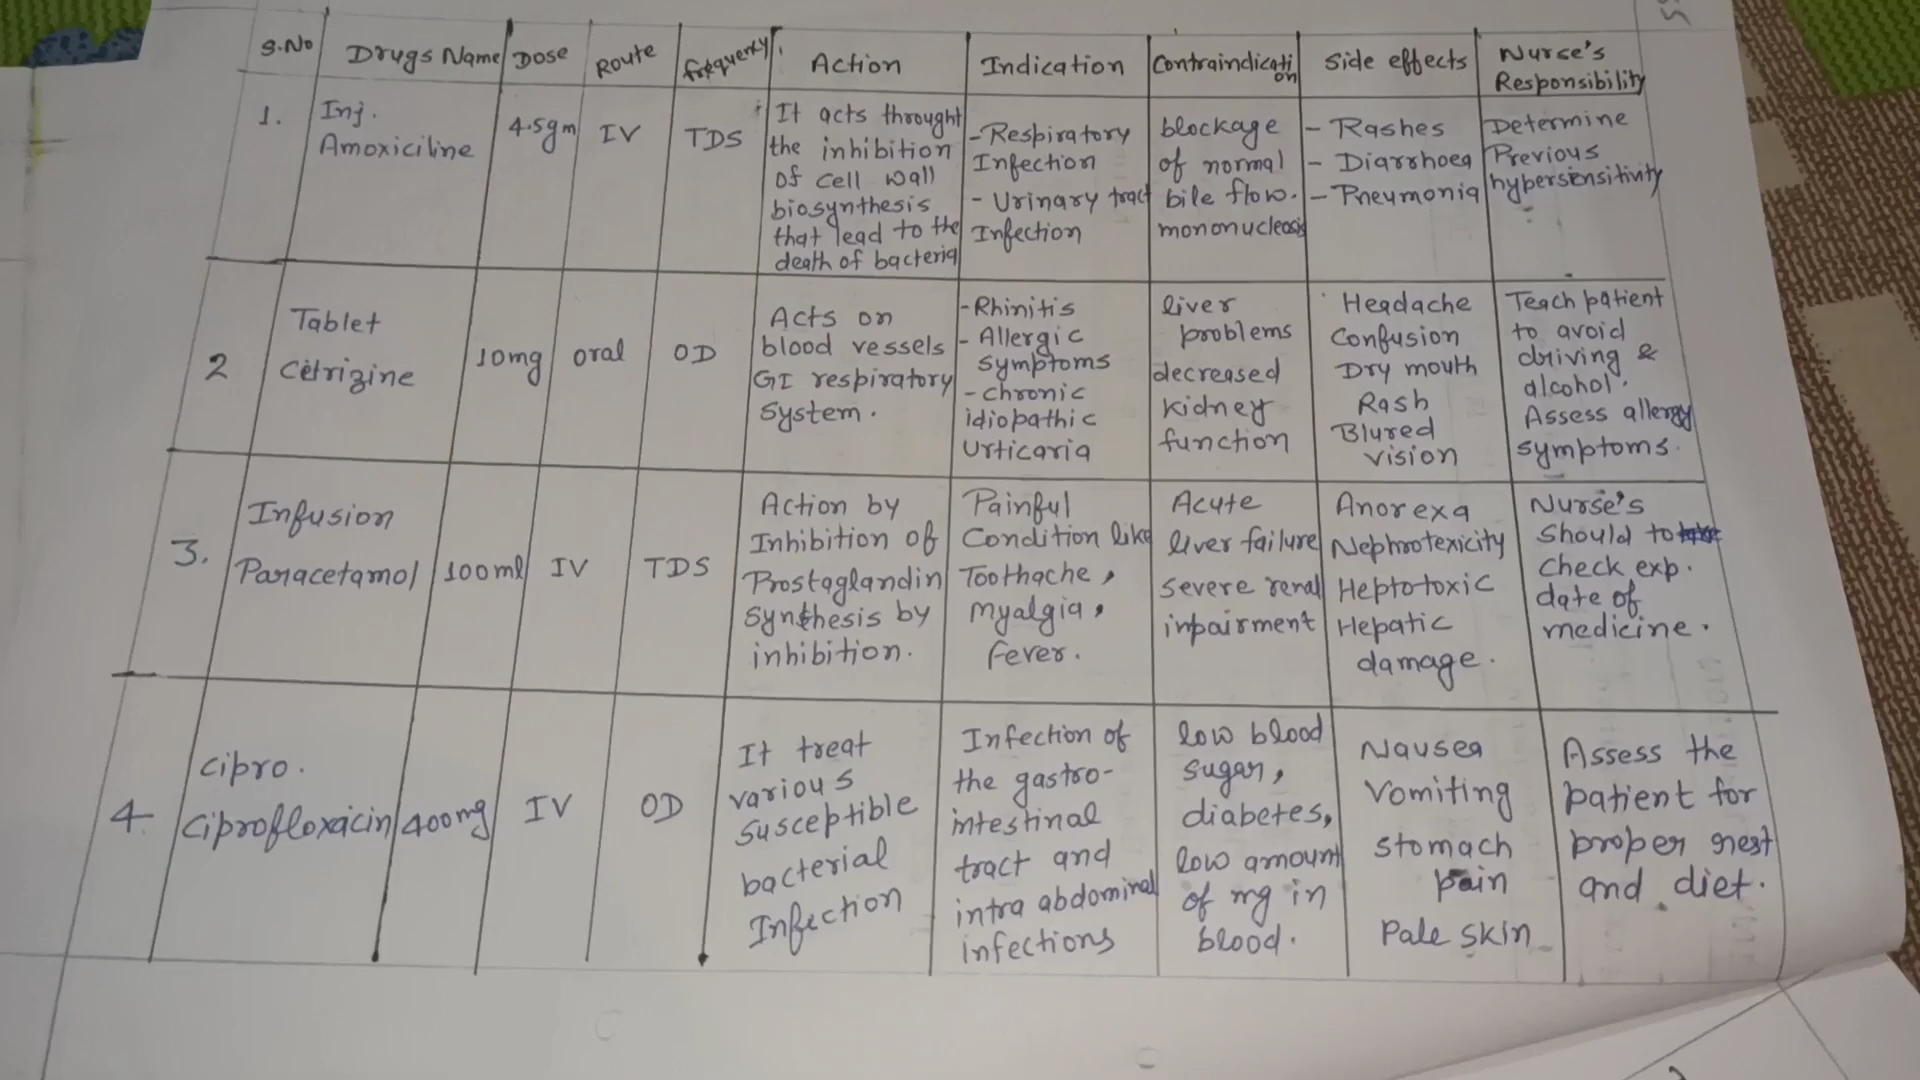 S.No Drugs Name Dose Route frequency Action Indication Contraindication Side effects Nurse's Responsibility
1.
Inj.
Amoxiciline
4.5gm
IV
TDS
It acts throught
the inhibition
of cell wall
biosynthesis
that lead to the
death of bacteria
- Respiratory
Infection
- Urinary tract
Infection
blockage
of normal
bile flow.
mononucleosis
- Rashes
- Diarrhoea
- Pneumonia
Determine
Previous
hypersensitivity
2
Tablet
Citrizine
10mg
oral
OD
Acts on
blood vessels
GI respiratory
System.
- Rhinitis
- Allergic
symptoms
- Chronic
idiopathic
Urticaria
liver
problems
decreased
kidney
function
Headache
Confusion
Dry mouth
Rash
Blured
vision
Teach patient
to avoid
driving &
alcohol.
Assess allergy
symptoms.
3.
Infusion
Paracetamol
100ml
IV
TDS
Action by
Inhibition of
Prostaglandin
Synthesis by
inhibition.
Painful
Condition like
Toothache,
Myalgia,
Fever.
Acute
liver failure
severe renal
impairment
Anorexa
Nephrotexicity
Heptotoxic
Hepatic
damage.
Nurse's
Should to
check exp.
date of
medicine.
4.
Cipro.
Ciprofloxacin
400mg
IV
OD
It treat
various
susceptible
bacterial
Infection
Infection of
the gastro-
intestinal
tract and
intra abdominal
infections
low blood
sugar,
diabetes,
low amount
of mg in
blood.
Nausea
Vomiting
Stomach
pain
Pale skin
Assess the
patient for
proper rest
and diet.